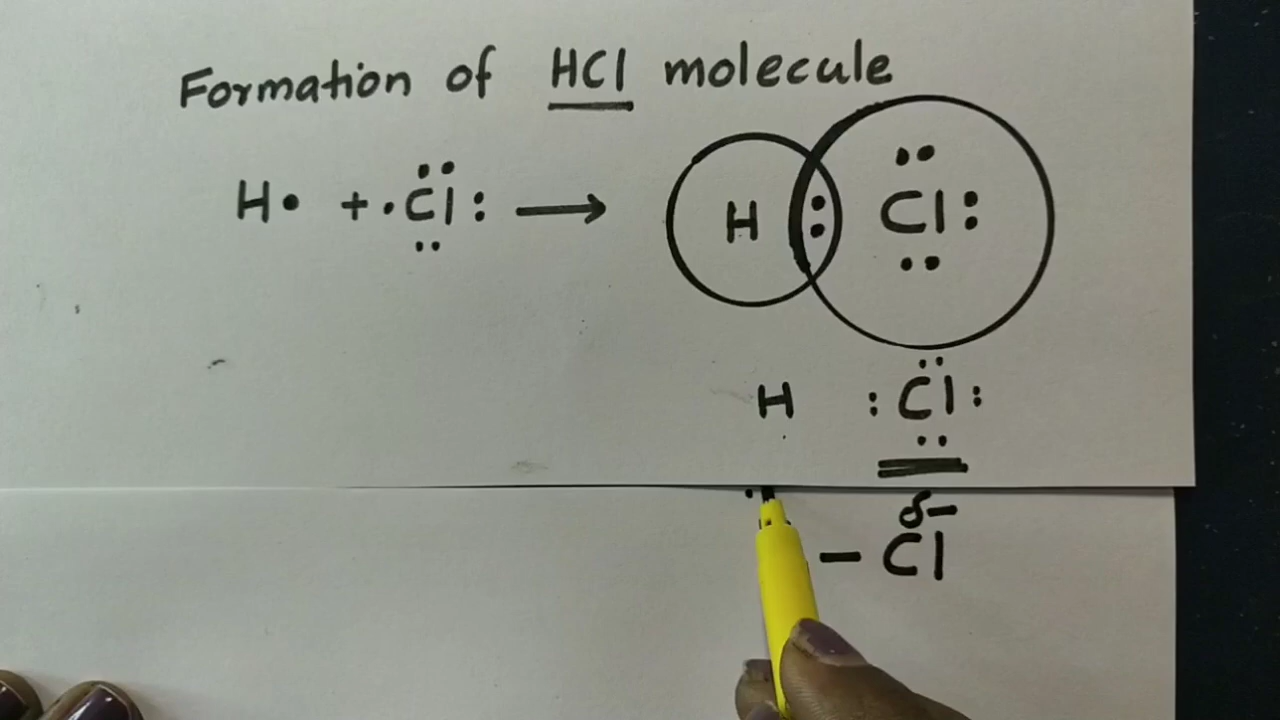 Formation of HCl molecule
H• + •Cl: → H : Cl:
H :Cl:
δ-
– Cl